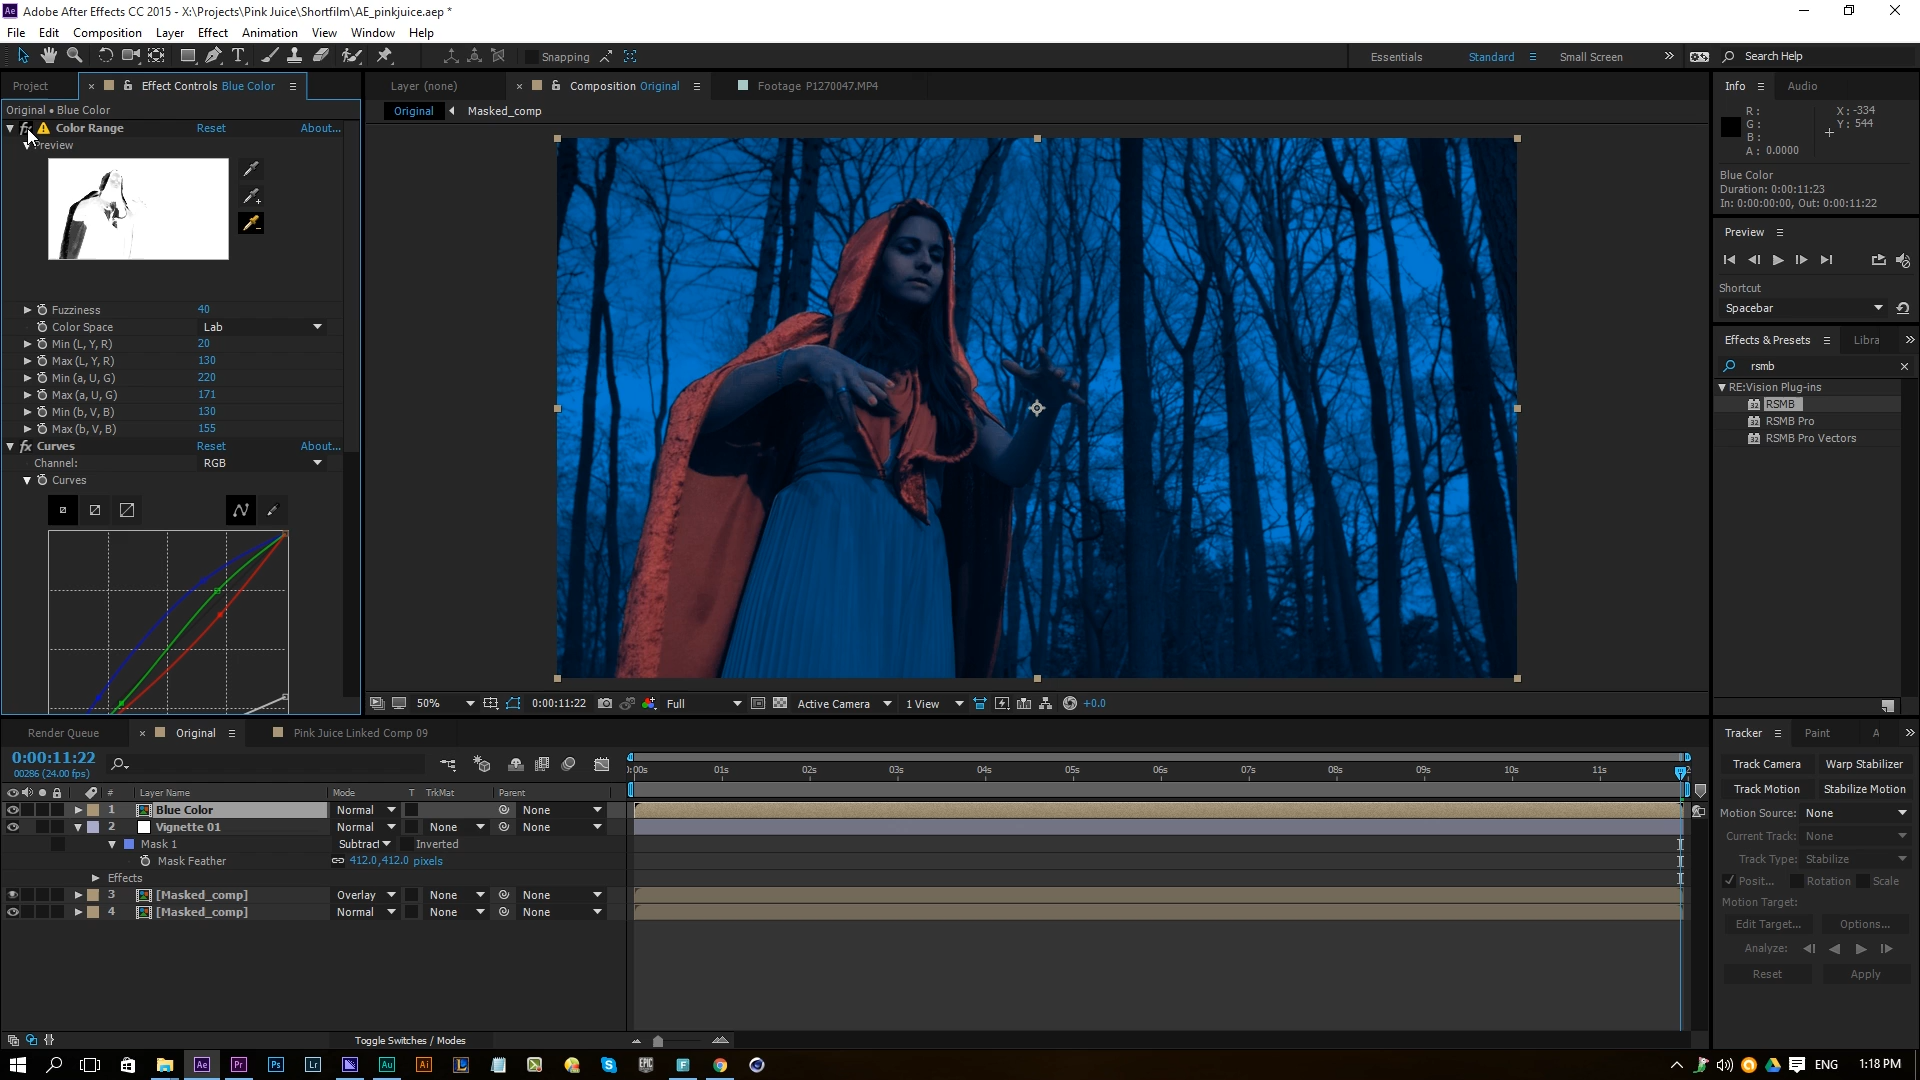 Adobe After Effects CC 2015 - X:\Projects\Pink Juice\Shortfilm\AE_pinkjuice.aep *
File Edit Composition Layer Effect Animation View Window Help
Snapping
Essentials Standard Small Screen Search Help
Project Effect Controls Blue Color
Layer (none) Composition Original Footage P1270047.MP4
Info Audio
Original • Blue Color
Original Masked_comp
Color Range Reset About...
Preview
Fuzziness 40
Color Space Lab
Min (L, Y, R) 20
Max (L, Y, R) 130
Min (a, U, G) 220
Max (a, U, G) 171
Min (b, V, B) 130
Max (b, V, B) 155
Curves Reset About...
Channel: RGB
Curves
50% 0:00:11:22 Full Active Camera 1 View +0.0
R: X: -334
G: Y: 544
B:
A: 0.0000
Blue Color
Duration: 0:00:11:23
In: 0:00:00:00, Out: 0:00:11:22
Preview
Shortcut
Spacebar
Effects & Presets Libra
rsmb
RE:Vision Plug-ins
RSMB
RSMB Pro
RSMB Pro Vectors
Render Queue Original Pink Juice Linked Comp 09
0:00:11:22
00286 (24.00 fps)
:00s 01s 02s 03s 04s 05s 06s 07s 08s 09s 10s 11s
# Layer Name Mode T TrkMat Parent
1 Blue Color Normal None
2 Vignette 01 Normal None None
Mask 1 Subtract Inverted
Mask Feather 412.0,412.0 pixels
Effects
3 [Masked_comp] Overlay None None
4 [Masked_comp] Normal None None
Toggle Switches / Modes
Tracker Paint A
Track Camera Warp Stabilizer
Track Motion Stabilize Motion
Motion Source: None
Current Track: None
Track Type: Stabilize
Posit... Rotation Scale
Motion Target:
Edit Target... Options...
Analyze:
Reset Apply
Ae Pr Ps Lr Au Ai L EPIC F
ENG 1:18 PM